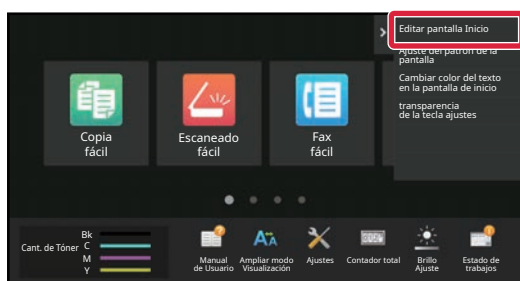 Editar pantalla Inicio
Ajuste del patrón de la
pantalla
Cambiar color del texto
en la pantalla de inicio
transparencia
de la tecla ajustes
Copia
fácil
Escaneado
fácil
Fax
fácil
Cant. de Tóner
Bk
C
M
Y
Manual
de Usuario
Ampliar modo
Visualización
Ajustes
Contador total
Brillo
Ajuste
Estado de
trabajos